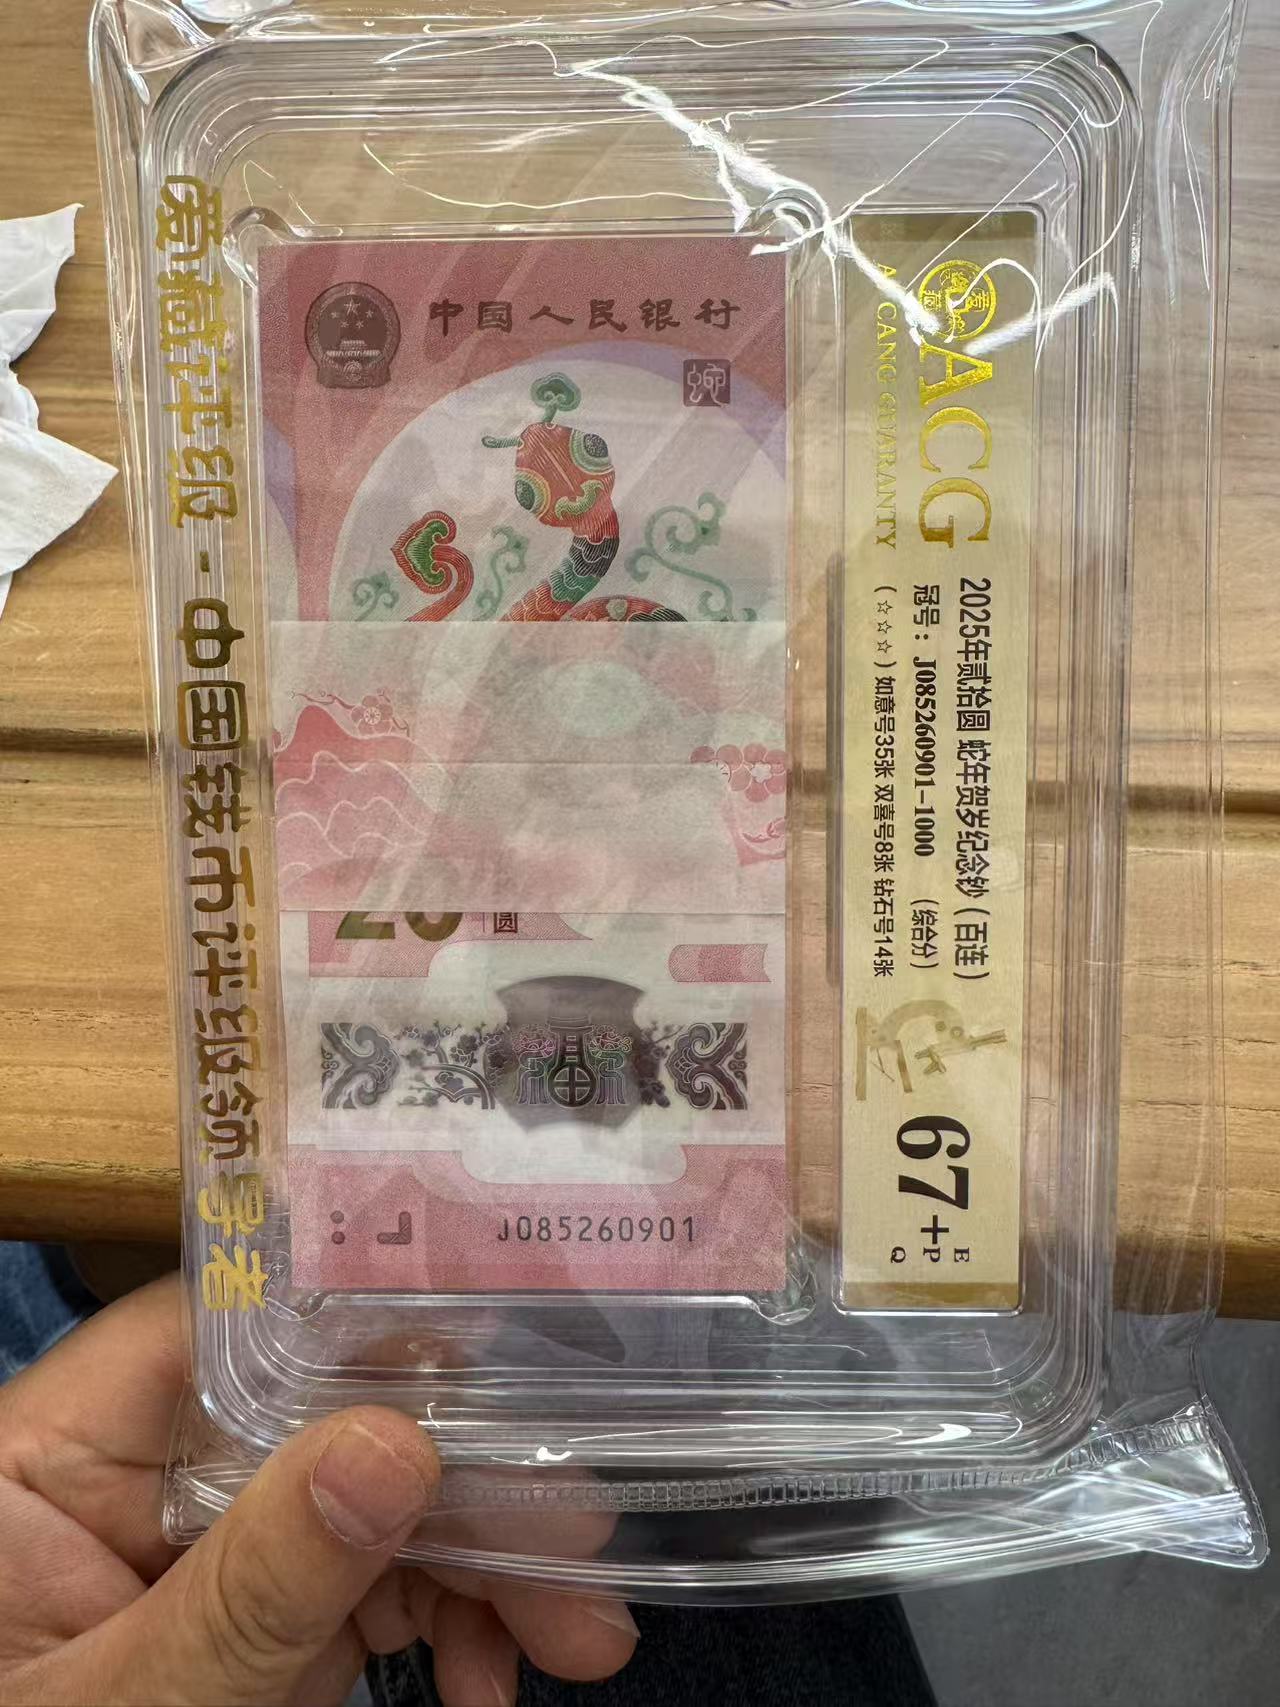 爱藏评级 - 中国钱币评级领导者
中国人民银行
蛇
20 圆
J085260901
ACG
AI CANG GUARANTY
2025年贰拾圆 蛇年贺岁纪念钞（百连）
冠号：J085260901-1000 （综合分）
（☆☆☆）如意号35张 双喜号8张 钻石号14张
67+
E
P
Q